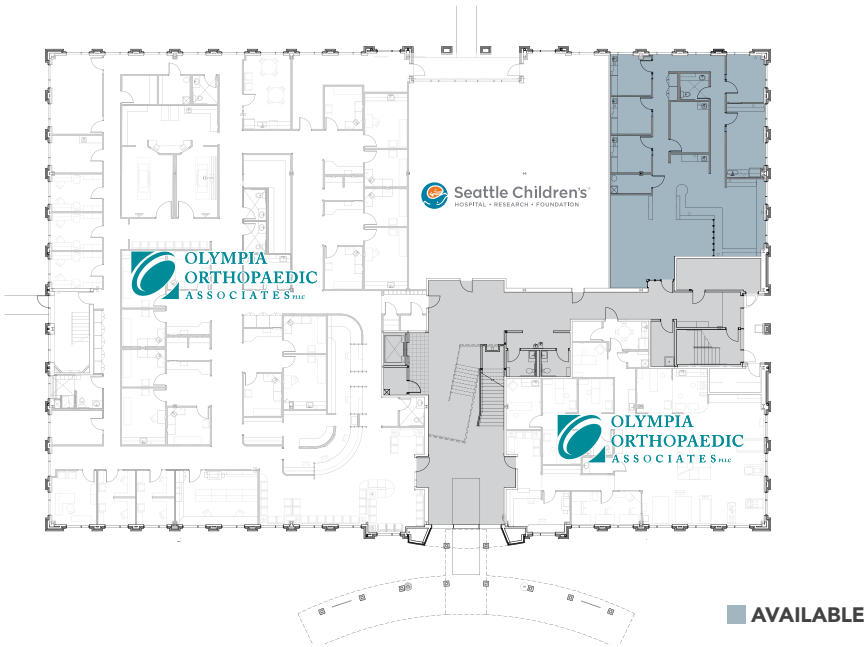 Seattle Children's®
HOSPITAL • RESEARCH • FOUNDATION
OLYMPIA
ORTHOPAEDIC
ASSOCIATES PLLC
OLYMPIA
ORTHOPAEDIC
ASSOCIATES PLLC
AVAILABLE